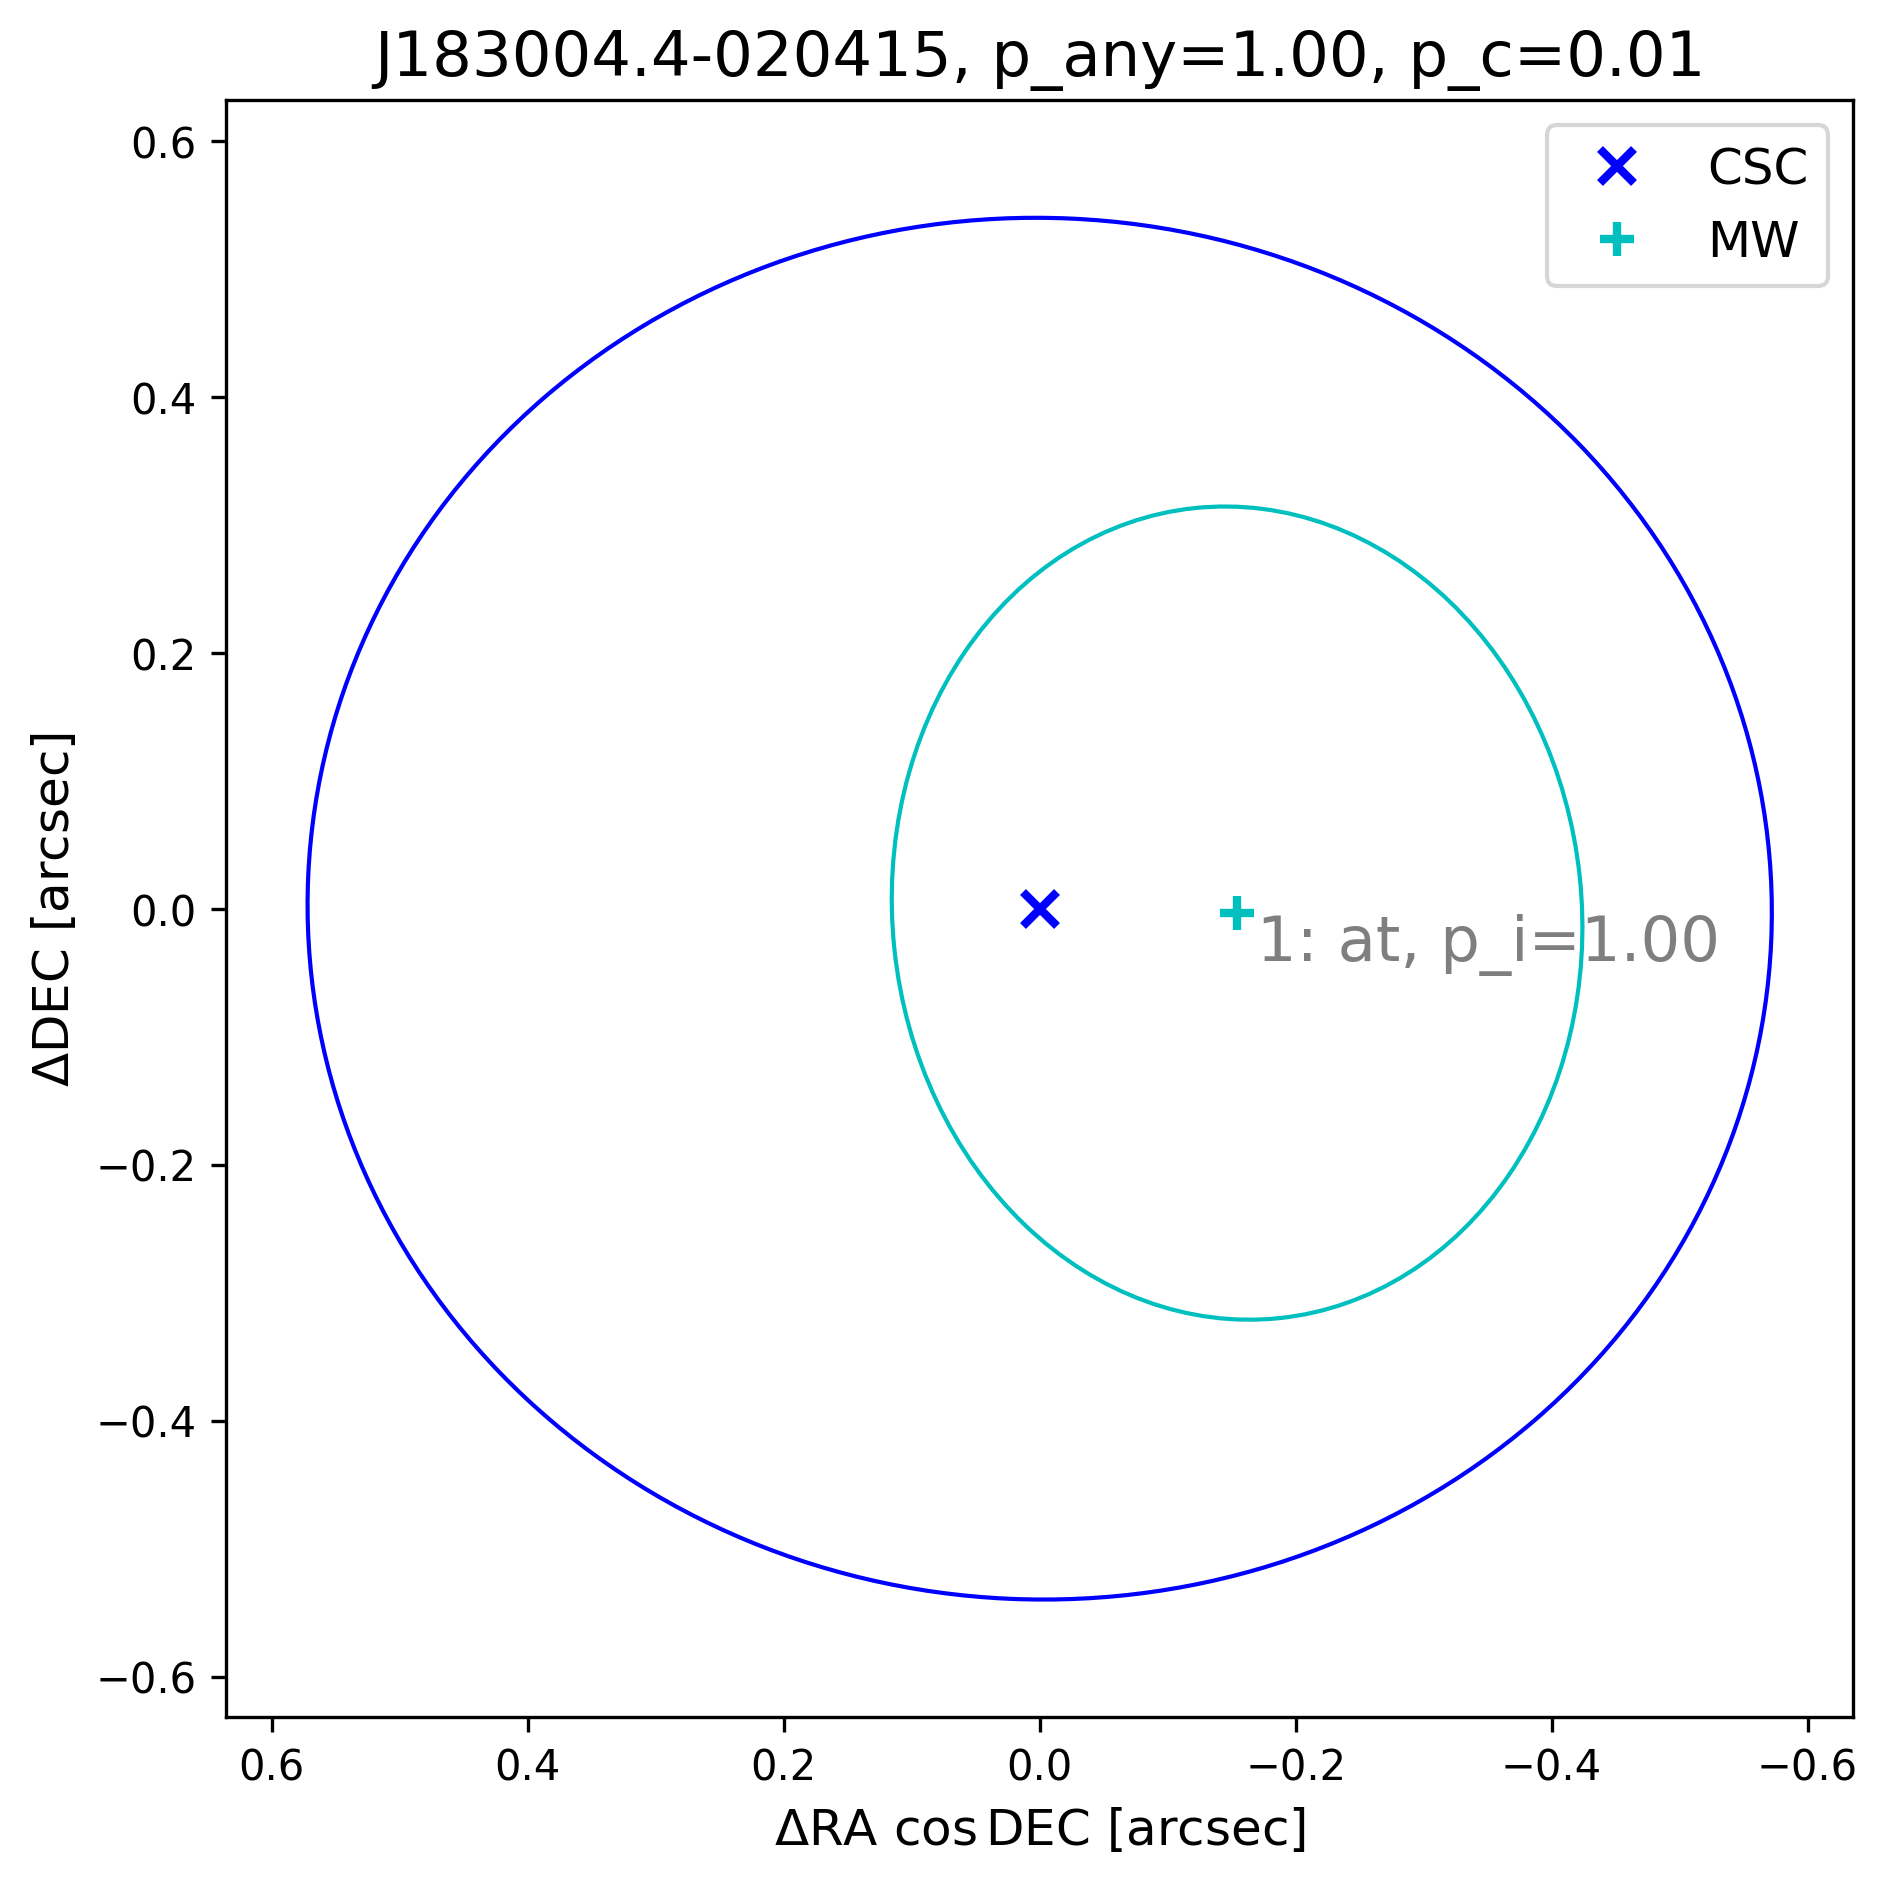 J183004.4-020415, p_any=1.00, p_c=0.01
CSC
MW
0.6
0.4
0.2
0.0
−0.2
−0.4
−0.6
ΔDEC [arcsec]
1: at, p_i=1.00
0.6 0.4 0.2 0.0 −0.2 −0.4 −0.6
ΔRA cos DEC [arcsec]